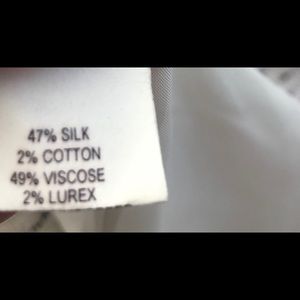 47% SILK
2% COTTON
49% VISCOSE
2% LUREX